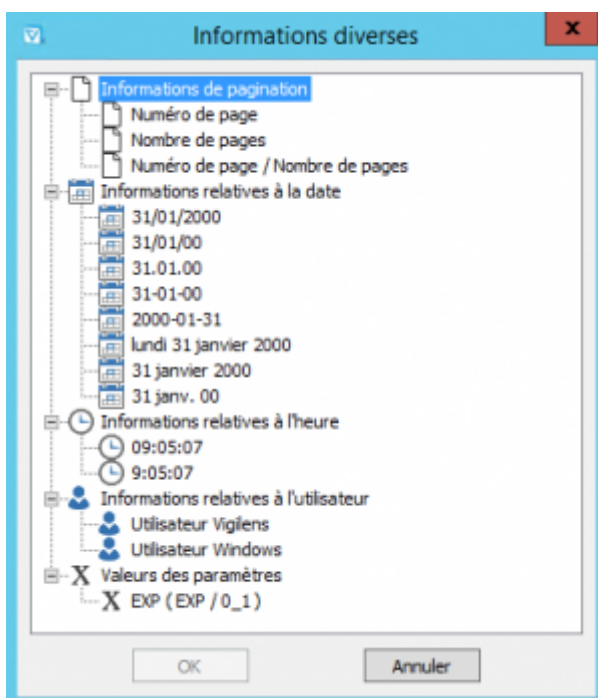 Informations diverses
x
Informations de pagination
Numéro de page
Nombre de pages
Numéro de page / Nombre de pages
Informations relatives à la date
31/01/2000
31/01/00
31.01.00
31-01-00
2000-01-31
lundi 31 janvier 2000
31 janvier 2000
31 janv. 00
Informations relatives à l'heure
09:05:07
9:05:07
Informations relatives à l'utilisateur
Utilisateur Vigilens
Utilisateur Windows
X Valeurs des paramètres
X EXP ( EXP / 0_1 )
OK Annuler